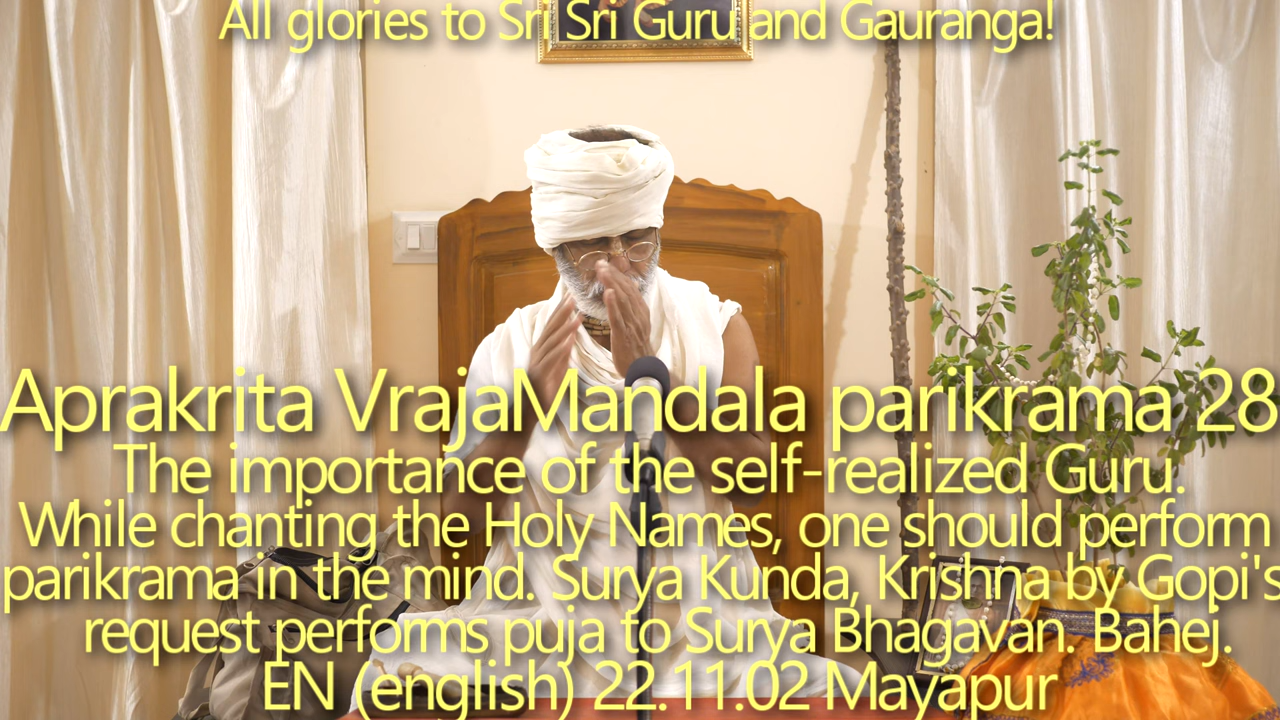 All glories to Sri Sri Guru and Gauranga!
Aprakrita VrajaMandala parikrama 28
The importance of the self-realized Guru.
While chanting the Holy Names, one should perform
parikrama in the mind. Surya Kunda, Krishna by Gopi's
request performs puja to Surya Bhagavan. Bahej.
EN (english) 22.11.02 Mayapur